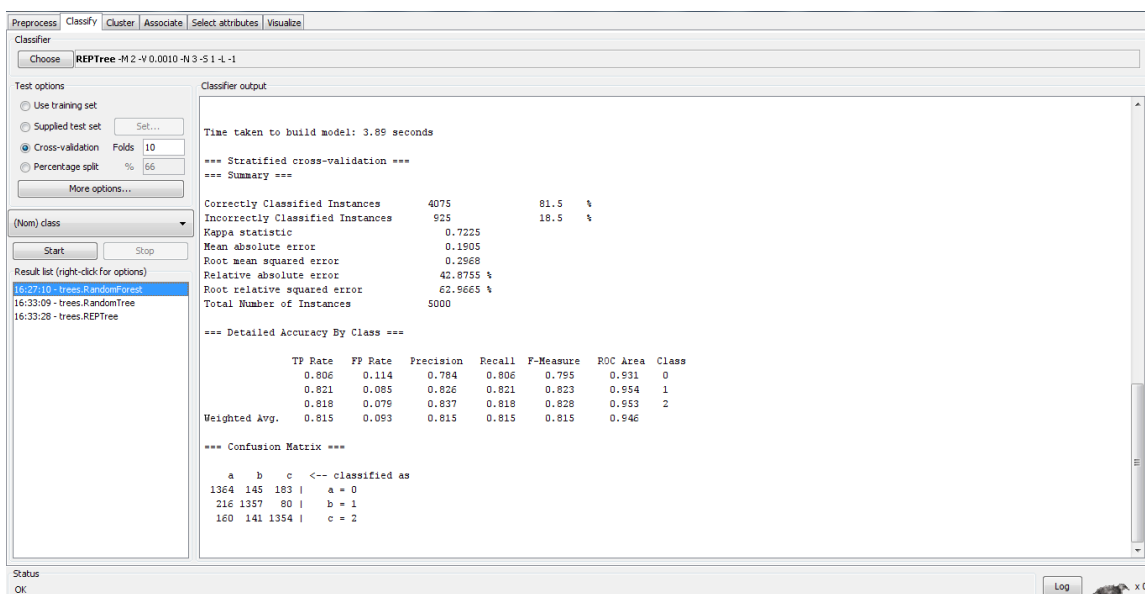 Preprocess Classify Cluster Associate Select attributes Visualize
Classifier
Choose REPTree -M 2 -V 0.0010 -N 3 -S 1 -L -1
Test options
Use training set
Supplied test set Set...
Cross-validation Folds 10
Percentage split % 66
More options...
(Nom) class
Start Stop
Result list (right-click for options)
16:27:10 - trees.RandomForest
16:33:09 - trees.RandomTree
16:33:28 - trees.REPTree
Classifier output
Time taken to build model: 3.89 seconds
=== Stratified cross-validation ===
=== Summary ===
Correctly Classified Instances 4075 81.5 %
Incorrectly Classified Instances 925 18.5 %
Kappa statistic 0.7225
Mean absolute error 0.1905
Root mean squared error 0.2968
Relative absolute error 42.8755 %
Root relative squared error 62.9665 %
Total Number of Instances 5000
=== Detailed Accuracy By Class ===
TP Rate FP Rate Precision Recall F-Measure ROC Area Class
0.806 0.114 0.784 0.806 0.795 0.931 0
0.821 0.085 0.826 0.821 0.823 0.954 1
0.818 0.079 0.837 0.818 0.828 0.953 2
Weighted Avg. 0.815 0.093 0.815 0.815 0.815 0.946
=== Confusion Matrix ===
a b c <-- classified as
1364 145 183 | a = 0
216 1357 80 | b = 1
160 141 1354 | c = 2
Status
OK
Log x 0